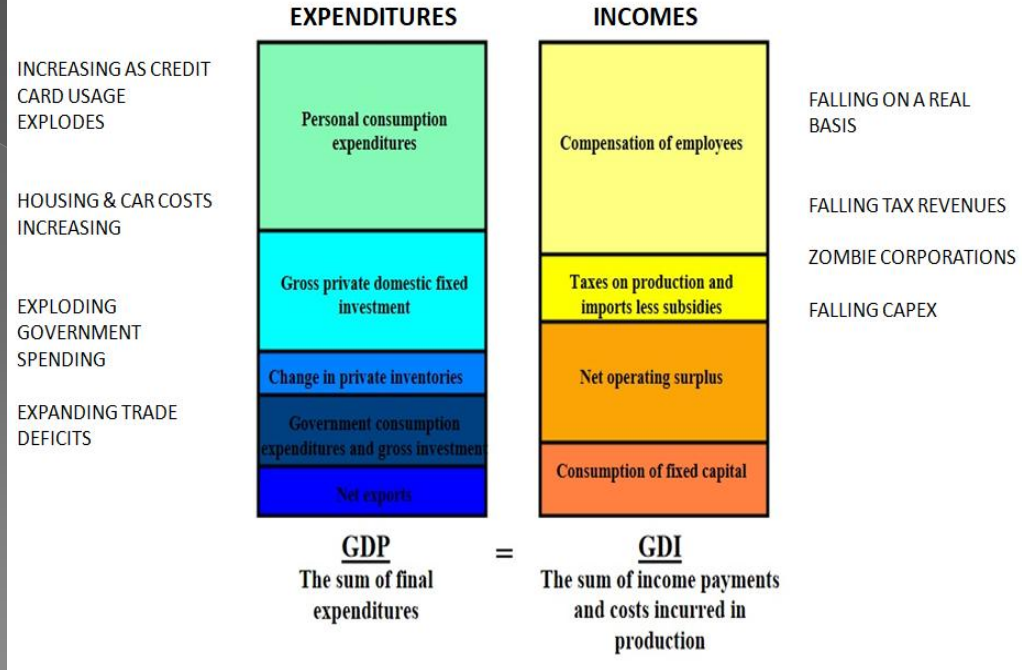 EXPENDITURES
INCOMES
INCREASING AS CREDIT
CARD USAGE
EXPLODES
HOUSING & CAR COSTS
INCREASING
EXPLODING
GOVERNMENT
SPENDING
EXPANDING TRADE
DEFICITS
Personal consumption
expenditures
Gross private domestic fixed
investment
Change in private inventories
Government consumption
expenditures and gross investment
Net exports
Compensation of employees
Taxes on production and
imports less subsidies
Net operating surplus
Consumption of fixed capital
FALLING ON A REAL
BASIS
FALLING TAX REVENUES
ZOMBIE CORPORATIONS
FALLING CAPEX
GDP
=
GDI
The sum of final
expenditures
The sum of income payments
and costs incurred in
production